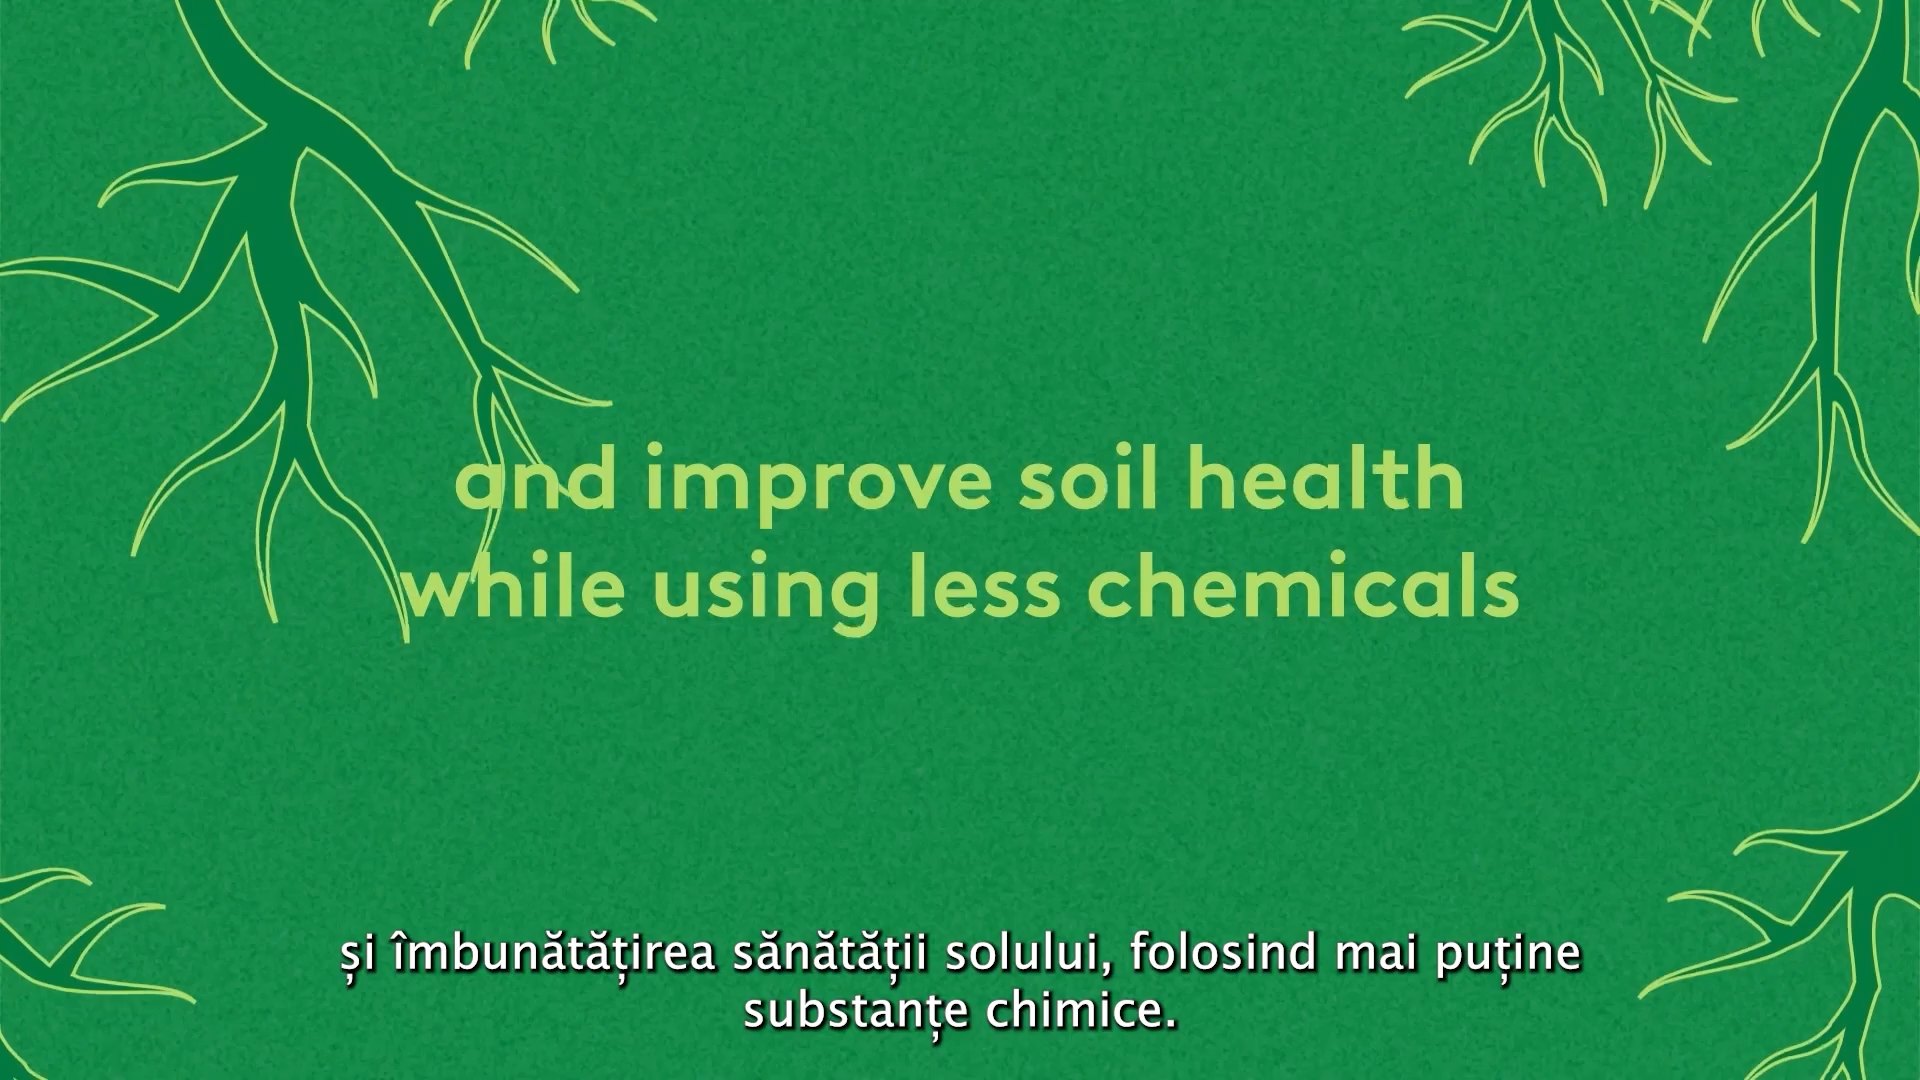 and improve soil health
while using less chemicals
și îmbunătățirea sănătății solului, folosind mai puține
substanțe chimice.